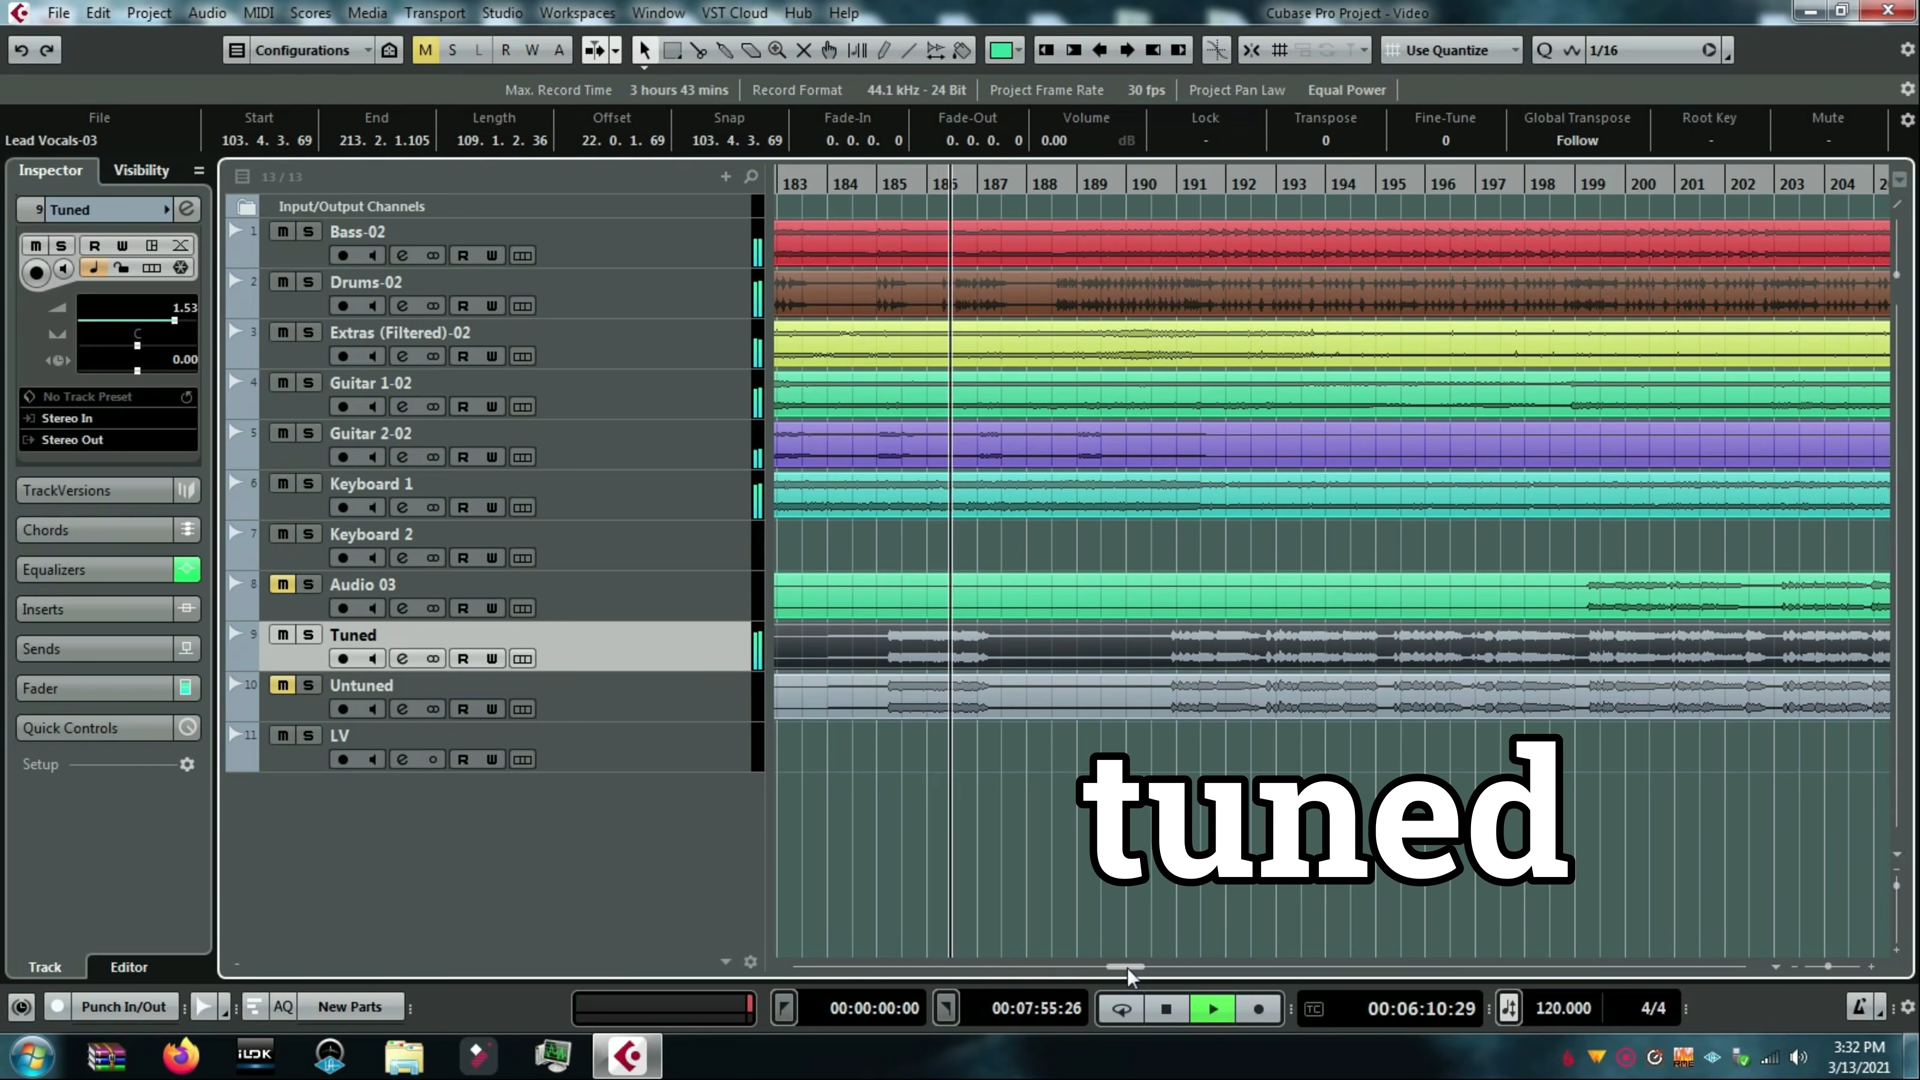 File Edit Project Audio MIDI Scores Media Transport Studio Workspaces Window VST Cloud Hub Help Cubase Pro Project - Video
Configurations M S L R W A Use Quantize Q 1/16
Max. Record Time 3 hours 43 mins Record Format 44.1 kHz - 24 Bit Project Frame Rate 30 fps Project Pan Law Equal Power
File Start End Length Offset Snap Fade-In Fade-Out Volume Lock Transpose Fine-Tune Global Transpose Root Key Mute
Lead Vocals-03 103. 4. 3. 69 213. 2. 1.105 109. 1. 2. 36 22. 0. 1. 69 103. 4. 3. 69 0. 0. 0. 0 0. 0. 0. 0 0.00 dB - 0 0 Follow - -
Inspector Visibility
9 Tuned
m S R W
1.53
C
0.00
No Track Preset
Stereo In
Stereo Out
TrackVersions
Chords
Equalizers
Inserts
Sends
Fader
Quick Controls
Setup
Track Editor
13 / 13
183 184 185 186 187 188 189 190 191 192 193 194 195 196 197 198 199 200 201 202 203 204
Input/Output Channels
1 m S Bass-02
e R W
2 m S Drums-02
e R W
3 m S Extras (Filtered)-02
e R W
4 m S Guitar 1-02
e R W
5 m S Guitar 2-02
e R W
6 m S Keyboard 1
e R W
7 m S Keyboard 2
e R W
8 m S Audio 03
e R W
9 m S Tuned
e R W
10 m S Untuned
e R W
11 m S LV
e R W
tuned
Punch In/Out AQ New Parts 00:00:00:00 00:07:55:26 TC 00:06:10:29 120.000 4/4
iLOK 3:32 PM
3/13/2021